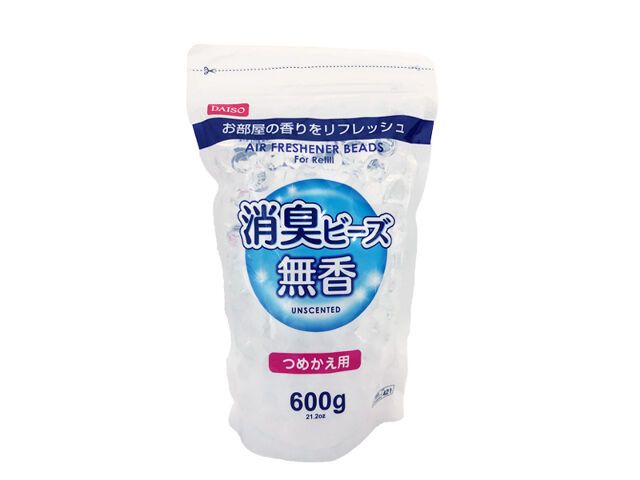 DAISO
お部屋の香りをリフレッシュ
AIR FRESHENER BEADS
For Refill
消臭ビーズ
無香
UNSCENTED
つめかえ用
600g
21.2oz